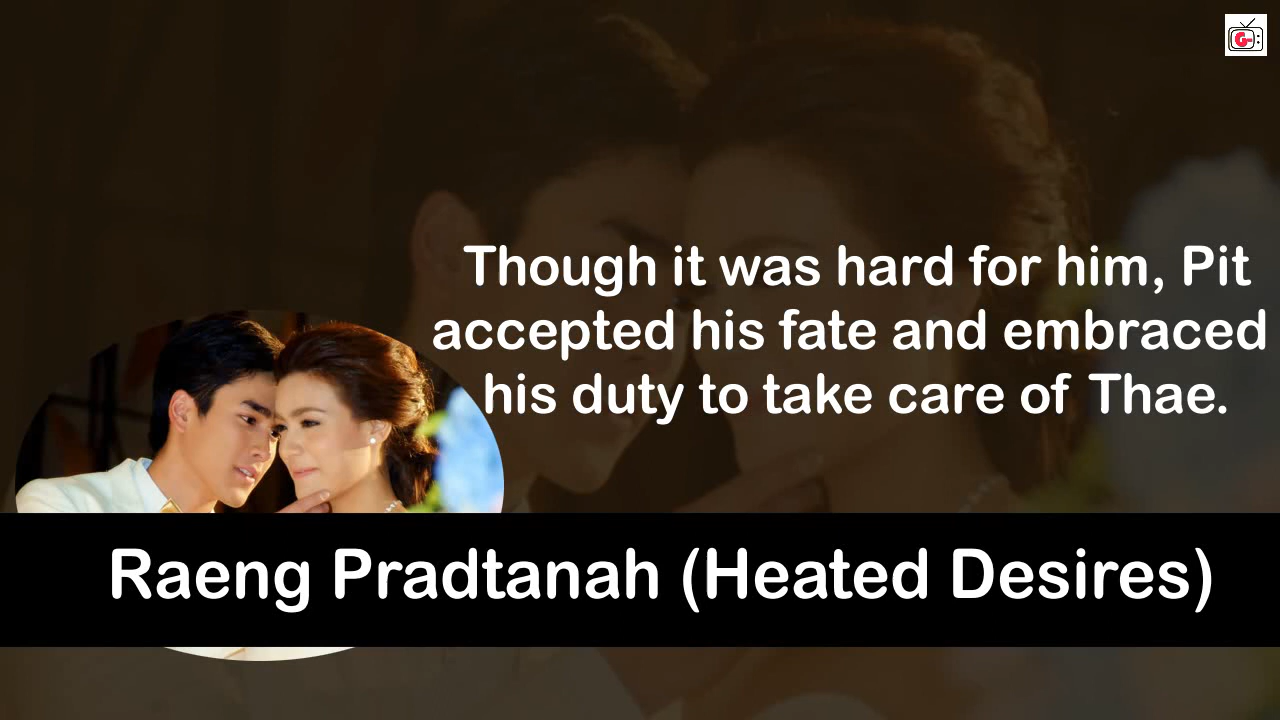 Though it was hard for him, Pit
accepted his fate and embraced
his duty to take care of Thae.
Raeng Pradtanah (Heated Desires)